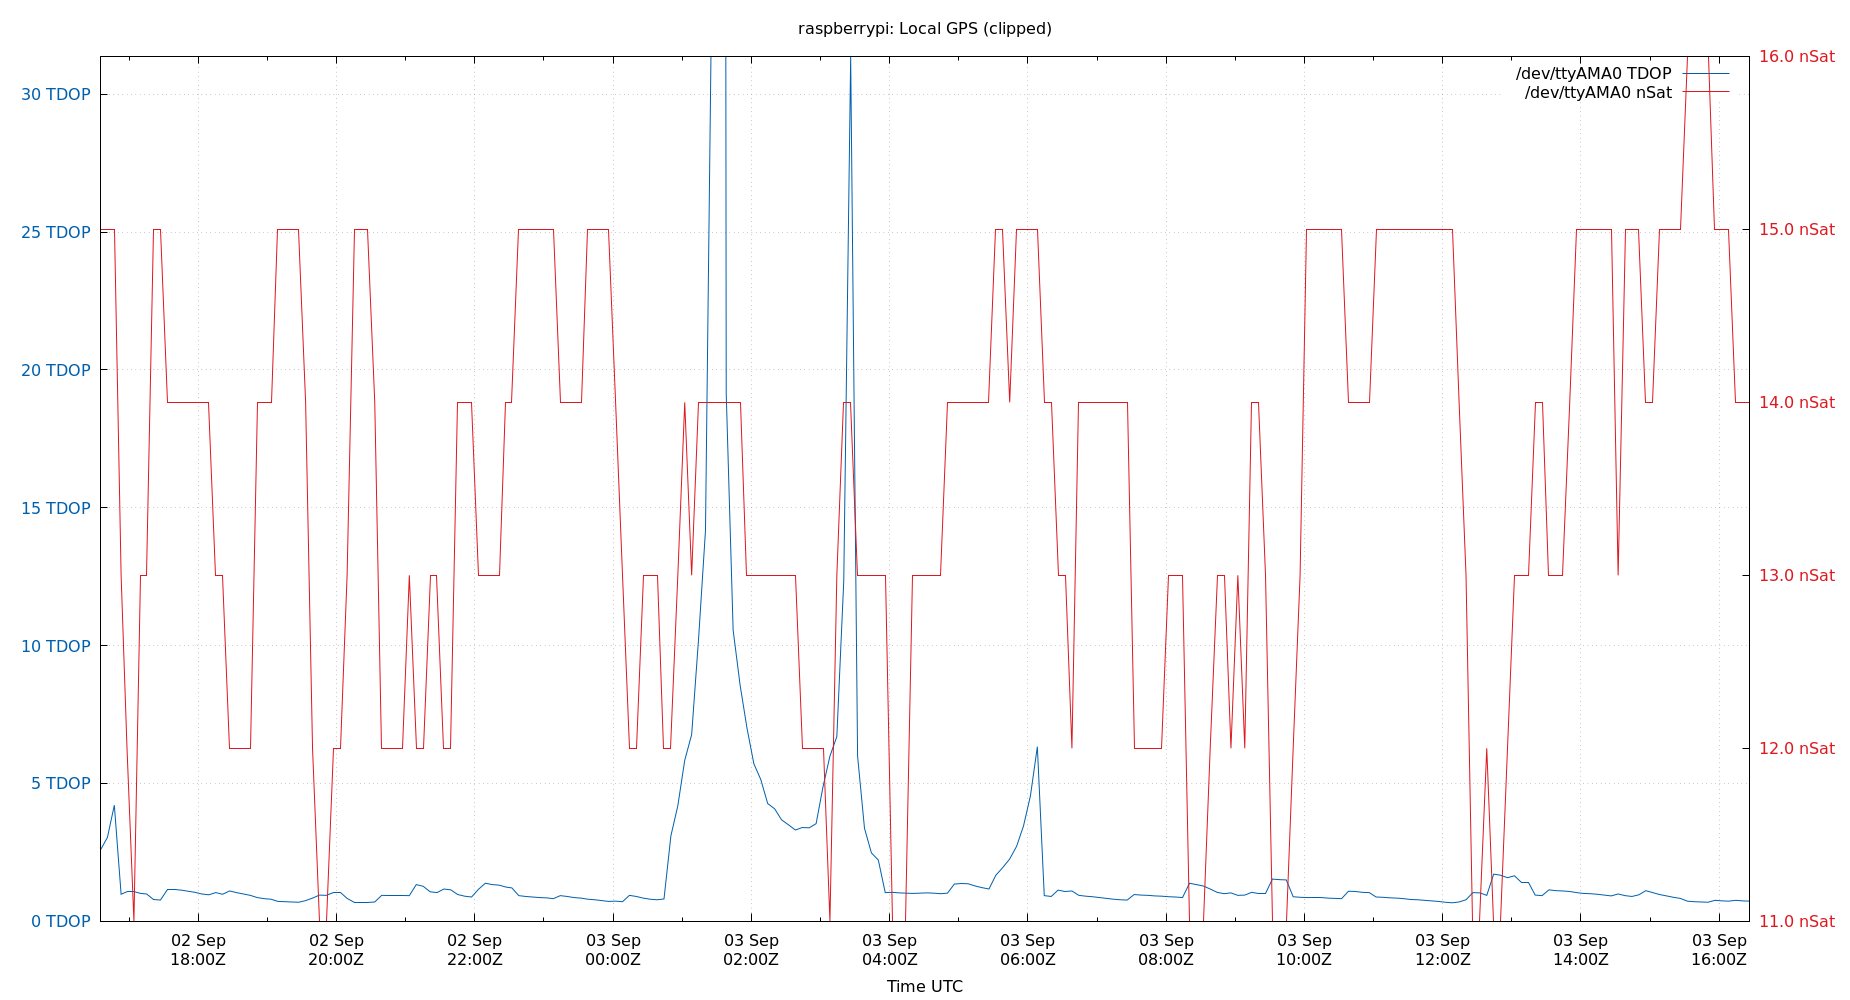 raspberrypi: Local GPS (clipped)
16.0 nSat
/dev/ttyAMA0 TDOP
/dev/ttyAMA0 nSat
30 TDOP
25 TDOP
15.0 nSat
20 TDOP
14.0 nSat
15 TDOP
13.0 nSat
10 TDOP
12.0 nSat
5 TDOP
0 TDOP
11.0 nSat
02 Sep 02 Sep 02 Sep 03 Sep 03 Sep 03 Sep 03 Sep 03 Sep 03 Sep 03 Sep 03 Sep 03 Sep
18:00Z 20:00Z 22:00Z 00:00Z 02:00Z 04:00Z 06:00Z 08:00Z 10:00Z 12:00Z 14:00Z 16:00Z
Time UTC